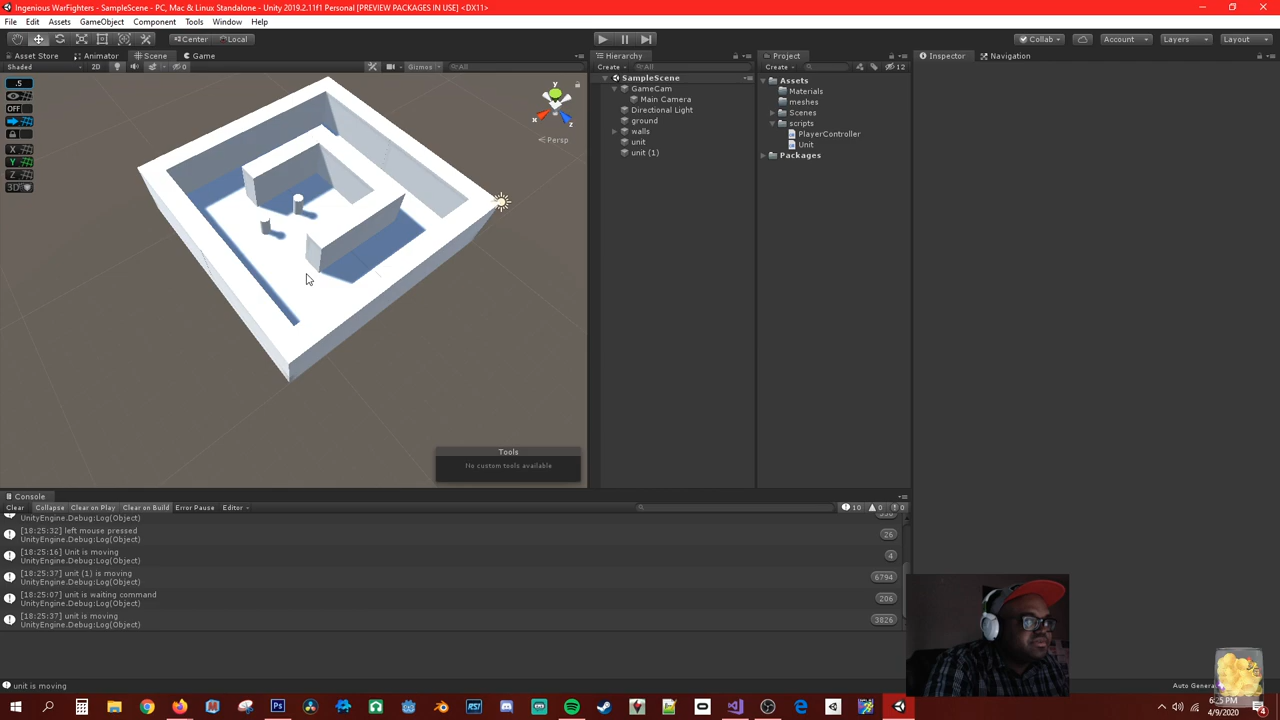 Ingenious WarFighters - SampleScene - PC, Mac & Linux Standalone - Unity 2019.2.11f1 Personal [PREVIEW PACKAGES IN USE] <DX11>
File Edit Assets GameObject Component Tools Window Help
Center Local Collab Account Layers Layout
Asset Store Animator Scene Game
Shaded 2D 0 Gizmos All
.5
OFF
X
Y
Z
3D
y
x
z
Persp
Tools
No custom tools available
Hierarchy
Create All
SampleScene
GameCam
Main Camera
Directional Light
ground
walls
unit
unit (1)
Project
Create 12
Assets
Materials
meshes
Scenes
scripts
PlayerController
Unit
Packages
Inspector Navigation
Console
Clear Collapse Clear on Play Clear on Build Error Pause Editor 10 0 0
UnityEngine.Debug:Log(Object)
[18:25:32] left mouse pressed 26
UnityEngine.Debug:Log(Object)
[18:25:16] Unit is moving 4
UnityEngine.Debug:Log(Object)
[18:25:37] unit (1) is moving 6794
UnityEngine.Debug:Log(Object)
[18:25:07] unit is waiting command 206
UnityEngine.Debug:Log(Object)
[18:25:37] unit is moving 3826
UnityEngine.Debug:Log(Object)
unit is moving
4/9/2020